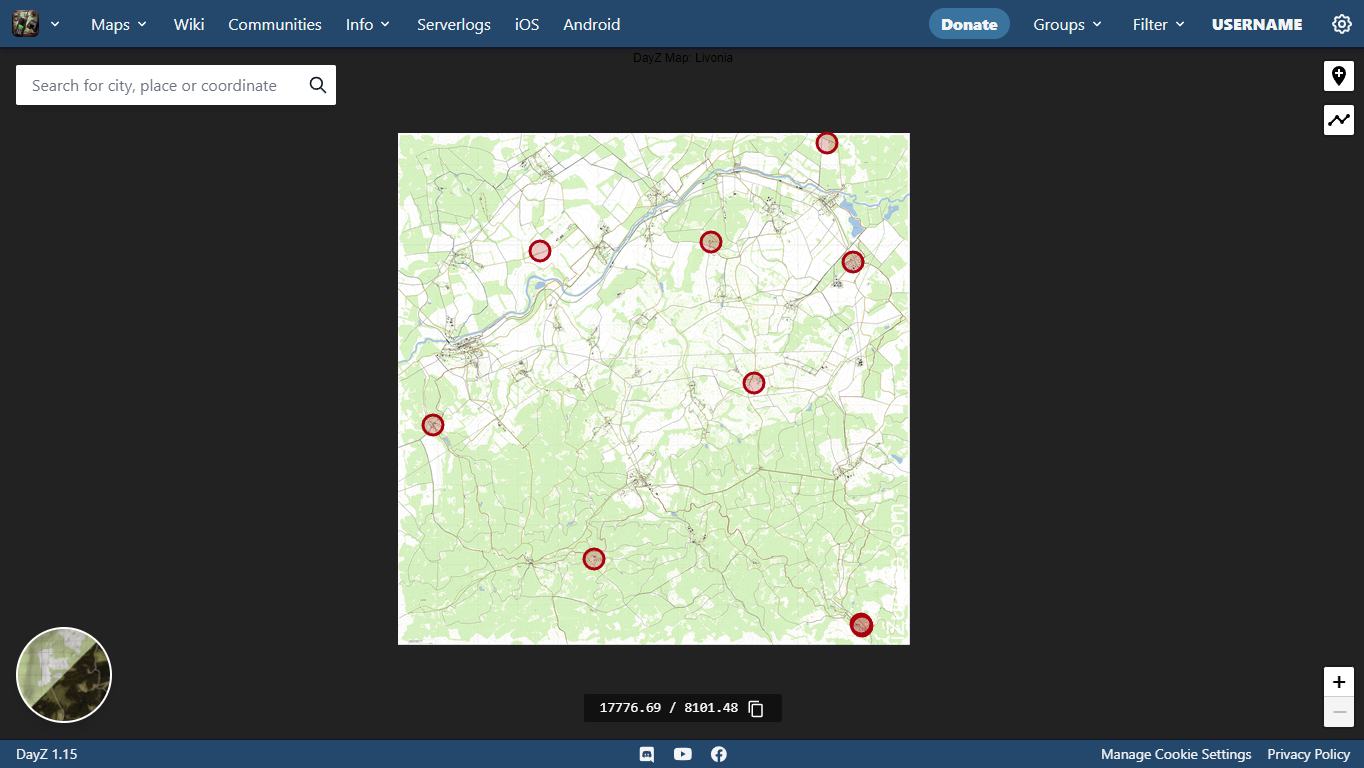 Maps Wiki Communities Info Serverlogs iOS Android Donate Groups Filter USERNAME
DayZ Map: Livonia
Search for city, place or coordinate
17776.69 / 8101.48
DayZ 1.15 Manage Cookie Settings Privacy Policy